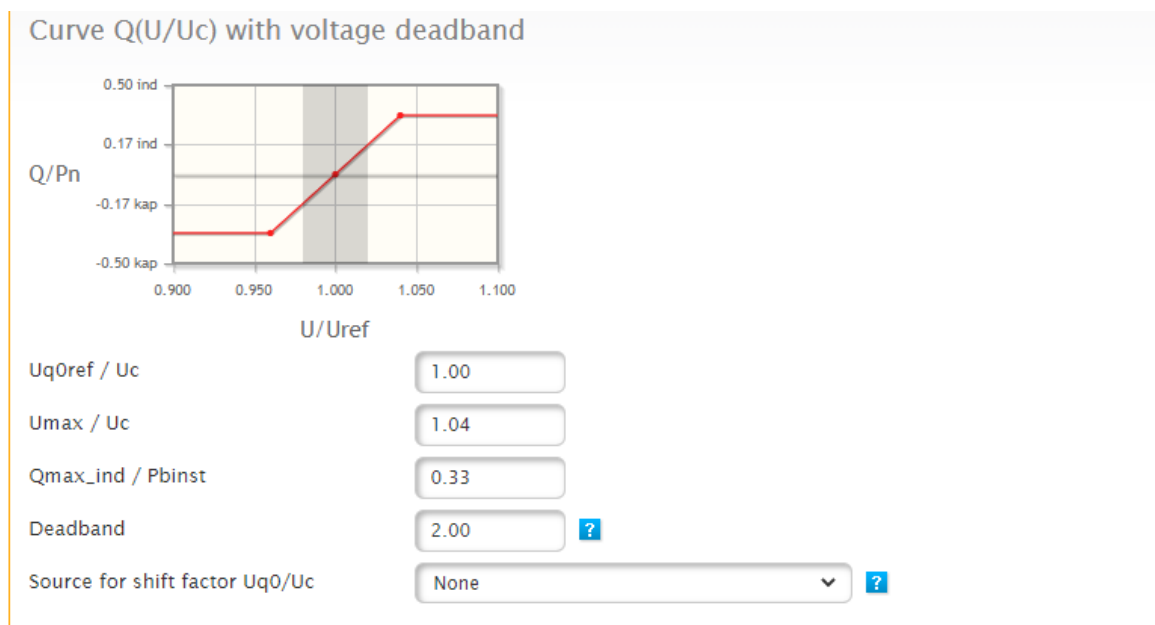 Curve Q(U/Uc) with voltage deadband
0.50 ind
0.17 ind
Q/Pn
-0.17 kap
-0.50 kap
0.900 0.950 1.000 1.050 1.100
U/Uref
Uq0ref / Uc 1.00
Umax / Uc 1.04
Qmax_ind / Pbinst 0.33
Deadband 2.00 ?
Source for shift factor Uq0/Uc None ?